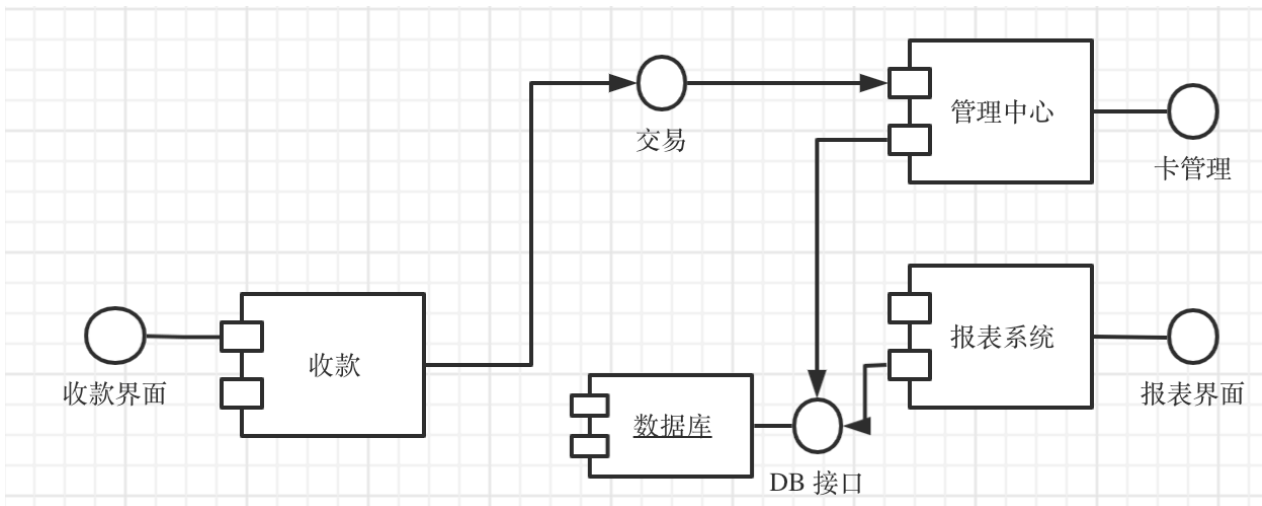 交易
管理中心
卡管理
收款界面
收款
数据库
DB 接口
报表系统
报表界面